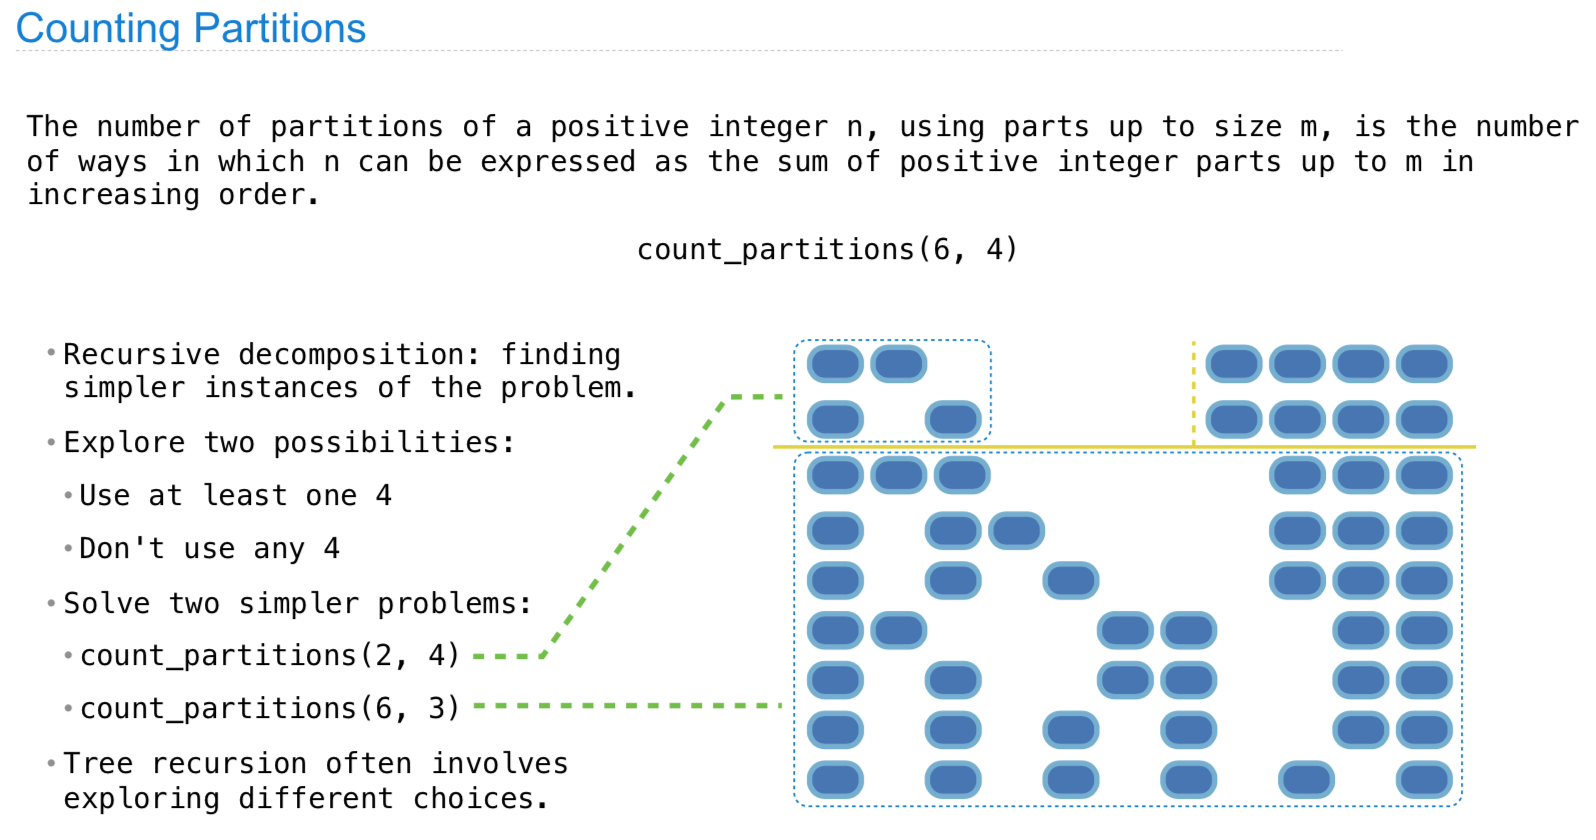 Counting Partitions
The number of partitions of a positive integer n, using parts up to size m, is the number
of ways in which n can be expressed as the sum of positive integer parts up to m in
increasing order.
count_partitions(6, 4)
• Recursive decomposition: finding
simpler instances of the problem.
• Explore two possibilities:
• Use at least one 4
• Don't use any 4
• Solve two simpler problems:
• count_partitions(2, 4)
• count_partitions(6, 3)
• Tree recursion often involves
exploring different choices.